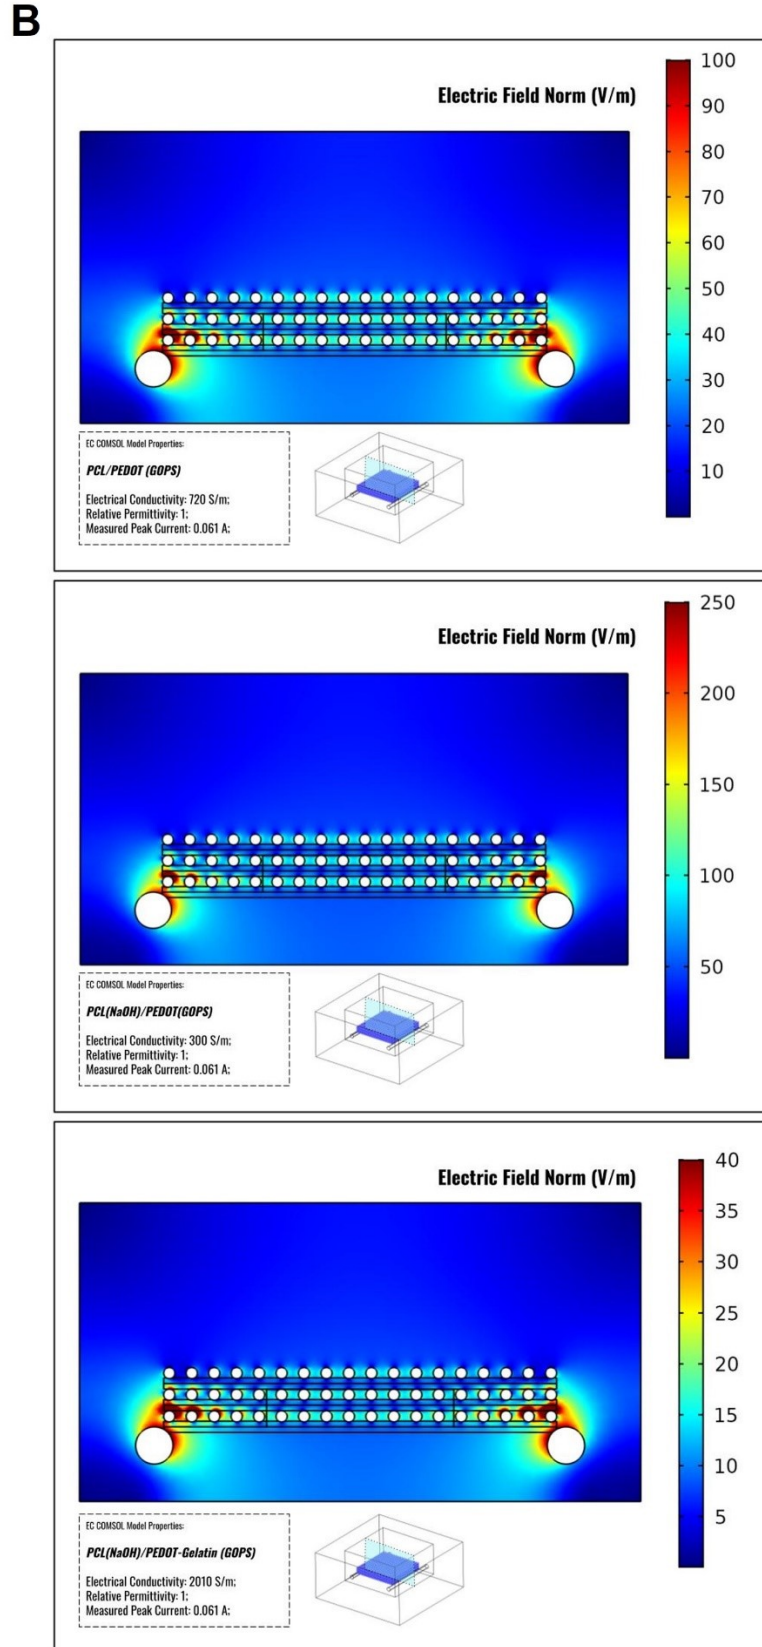 B
Electric Field Norm (V/m)
100
90
80
70
60
50
40
30
20
10
EC COMSOL Model Properties:
PCL/PEDOT (GOPS)
Electrical Conductivity: 720 S/m;
Relative Permittivity: 1;
Measured Peak Current: 0.061 A;
Electric Field Norm (V/m)
250
200
150
100
50
EC COMSOL Model Properties:
PCL(NaOH)/PEDOT(GOPS)
Electrical Conductivity: 300 S/m;
Relative Permittivity: 1;
Measured Peak Current: 0.061 A;
Electric Field Norm (V/m)
40
35
30
25
20
15
10
5
EC COMSOL Model Properties:
PCL(NaOH)/PEDOT-Gelatin (GOPS)
Electrical Conductivity: 2010 S/m;
Relative Permittivity: 1;
Measured Peak Current: 0.061 A;